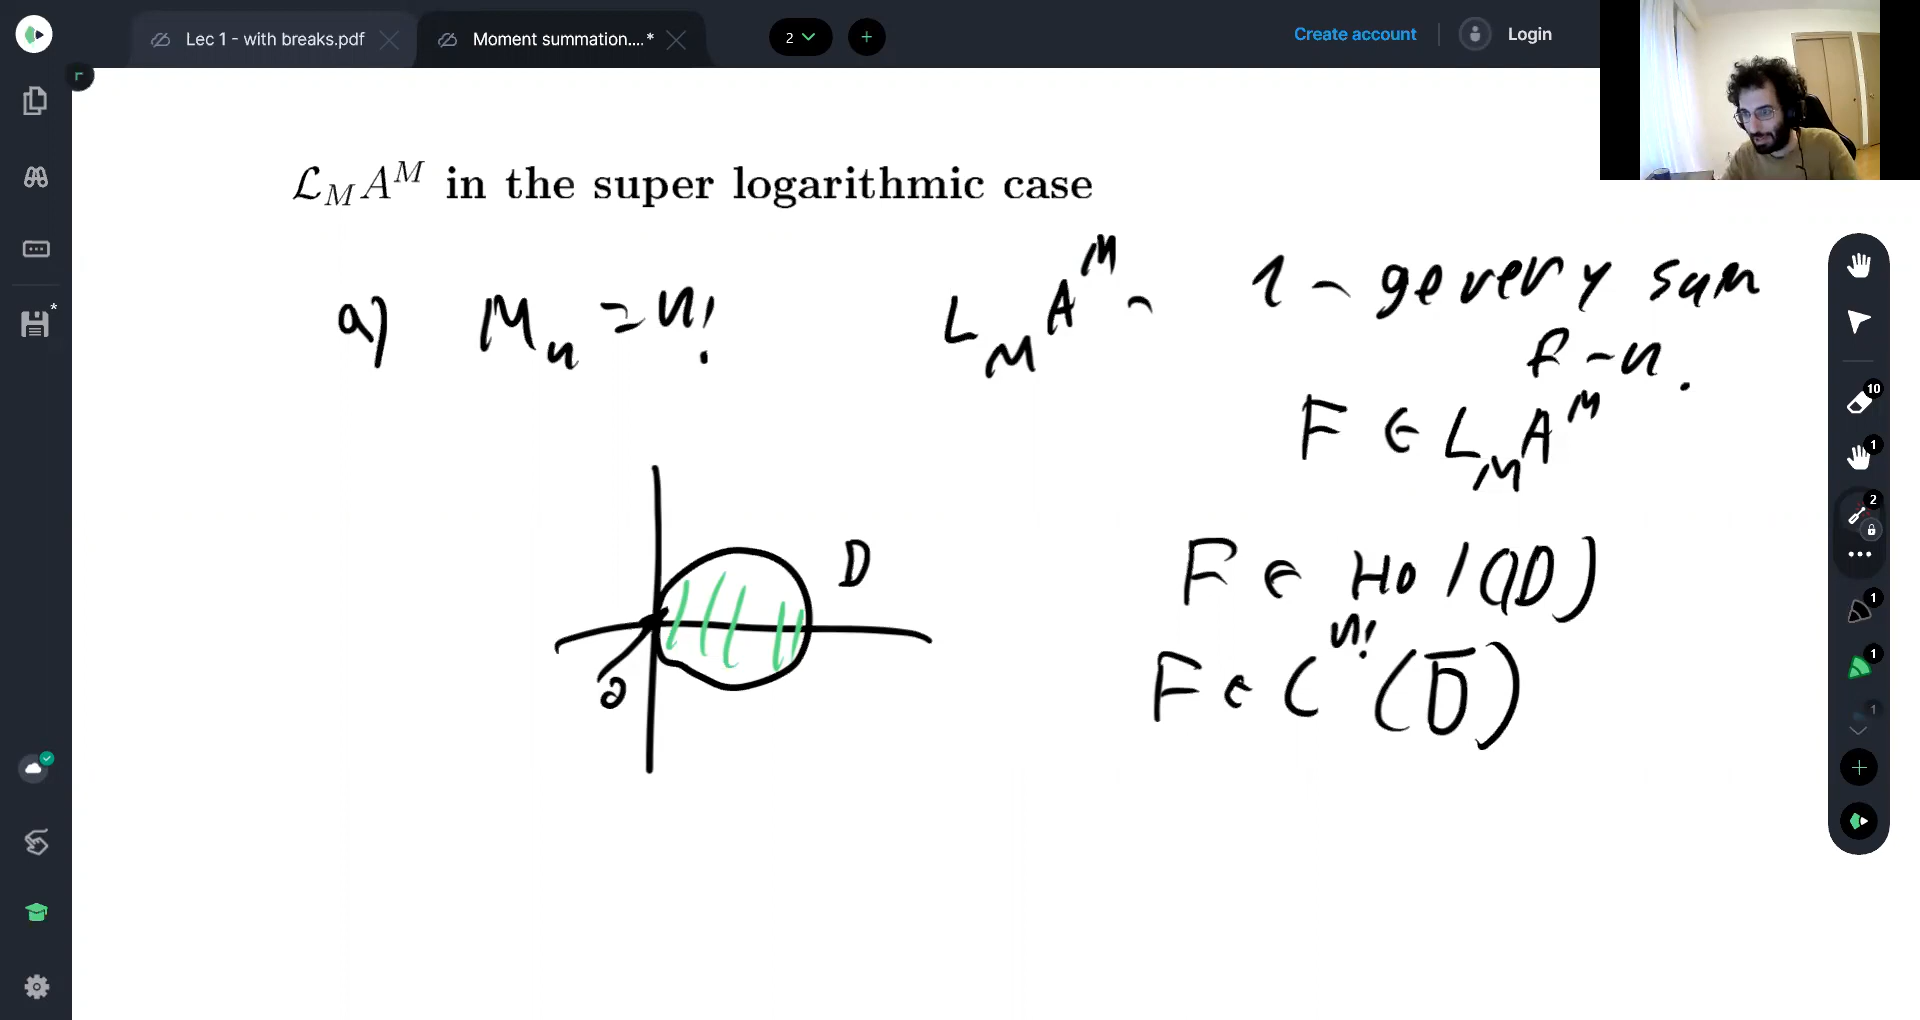 Lec 1 - with breaks.pdf
Moment summation....*
2
Create account
Login
ℒ_M A^M in the super logarithmic case
a) M_n = n!
L_M A^M - 1 - geverey sum
f - n.
F ∈ L_M A^M
D
F ∈ Hol(D)
0
F ∈ C^{n!}(D̅)
10
1
2
1
1
1